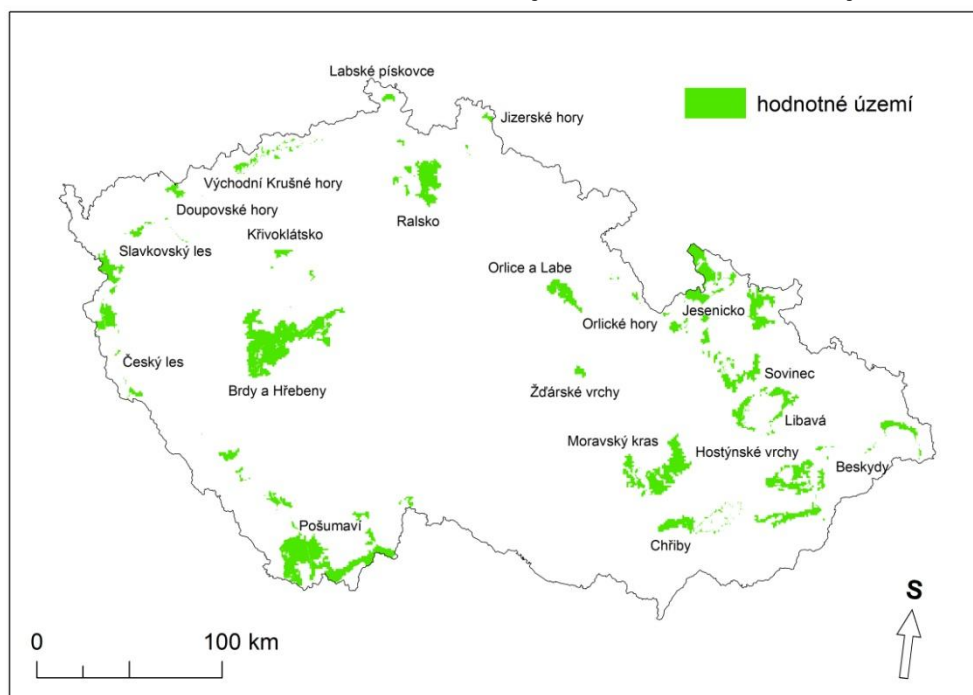 Labské pískovce
hodnotné území
Jizerské hory
Východní Krušné hory
Doupovské hory
Ralsko
Křivoklátsko
Slavkovský les
Orlice a Labe
Jesenicko
Orlické hory
Český les
Sovinec
Brdy a Hřebeny
Žďárské vrchy
Libavá
Moravský kras
Hostýnské vrchy
Beskydy
Pošumaví
Chřiby
S
0 100 km